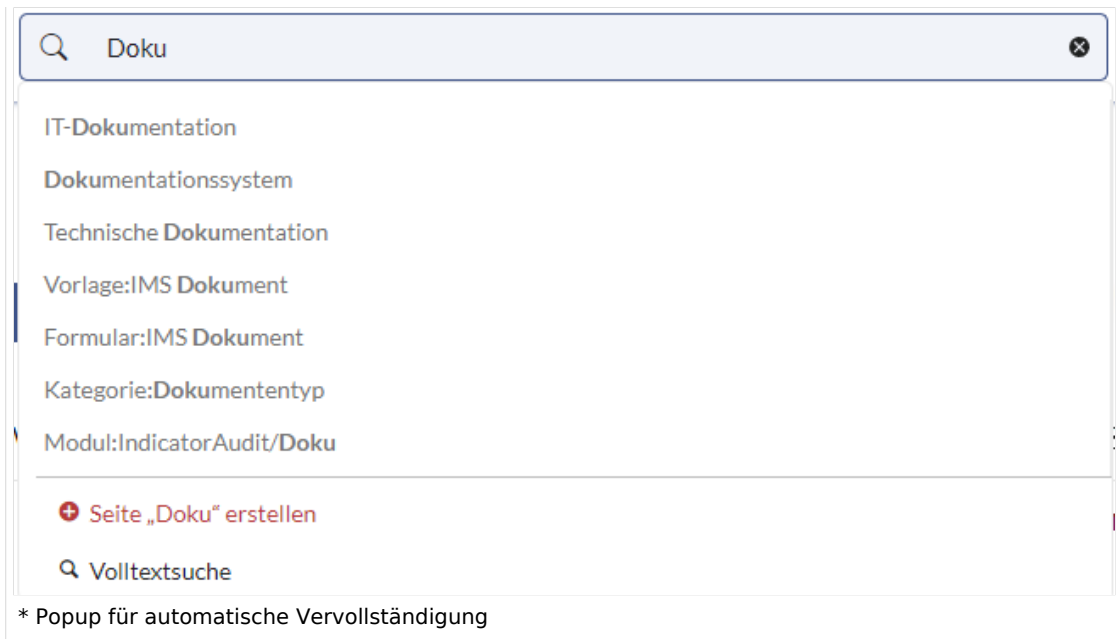 Doku
IT-Dokumentation
Dokumentationssystem
Technische Dokumentation
Vorlage:IMS Dokument
Formular:IMS Dokument
Kategorie:Dokumententyp
Modul:IndicatorAudit/Doku
Seite „Doku“ erstellen
Volltextsuche
* Popup für automatische Vervollständigung